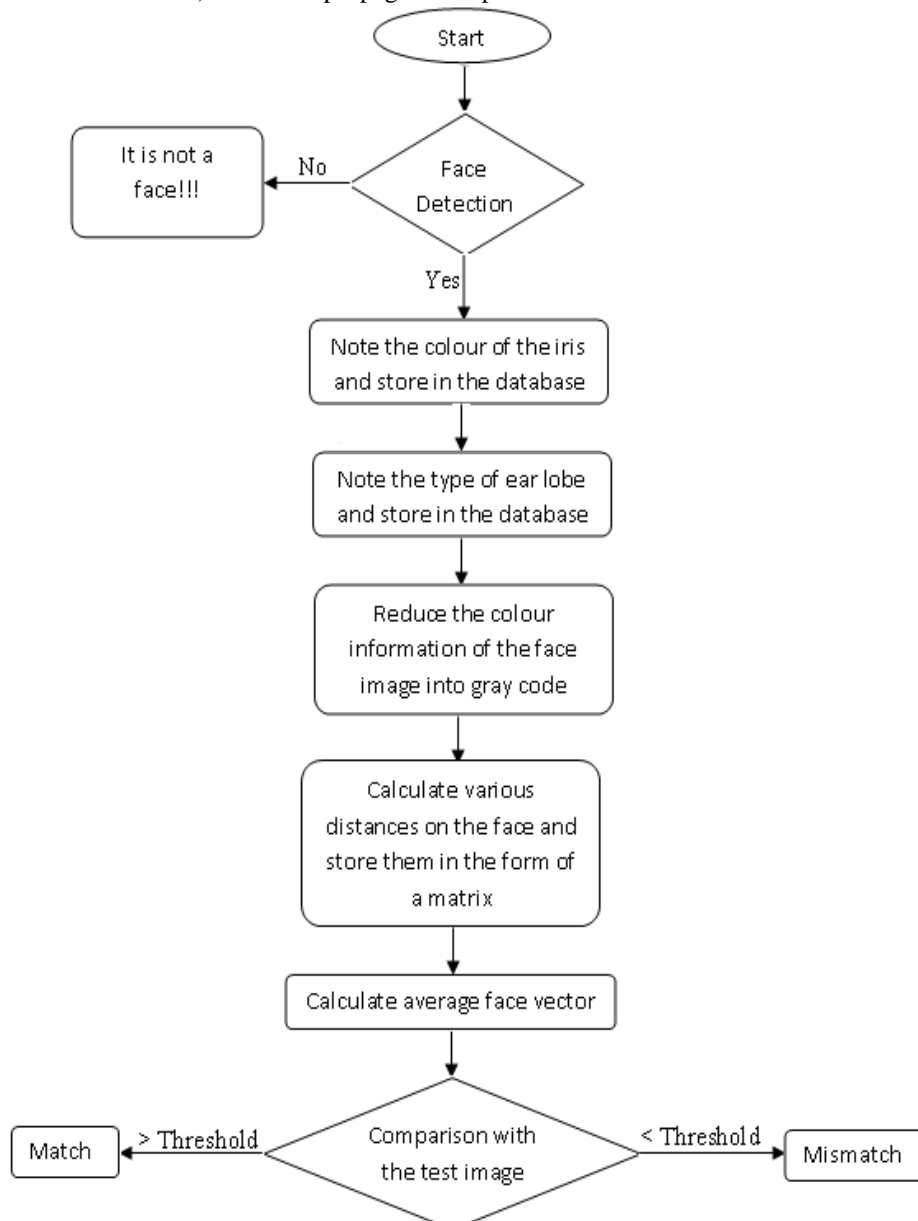 Start
Face
Detection
No
It is not a
face!!!
Yes
Note the colour of the iris
and store in the database
Note the type of ear lobe
and store in the database
Reduce the colour
information of the face
image into gray code
Calculate various
distances on the face and
store them in the form of
a matrix
Calculate average face vector
Comparison with
the test image
> Threshold
Match
< Threshold
Mismatch